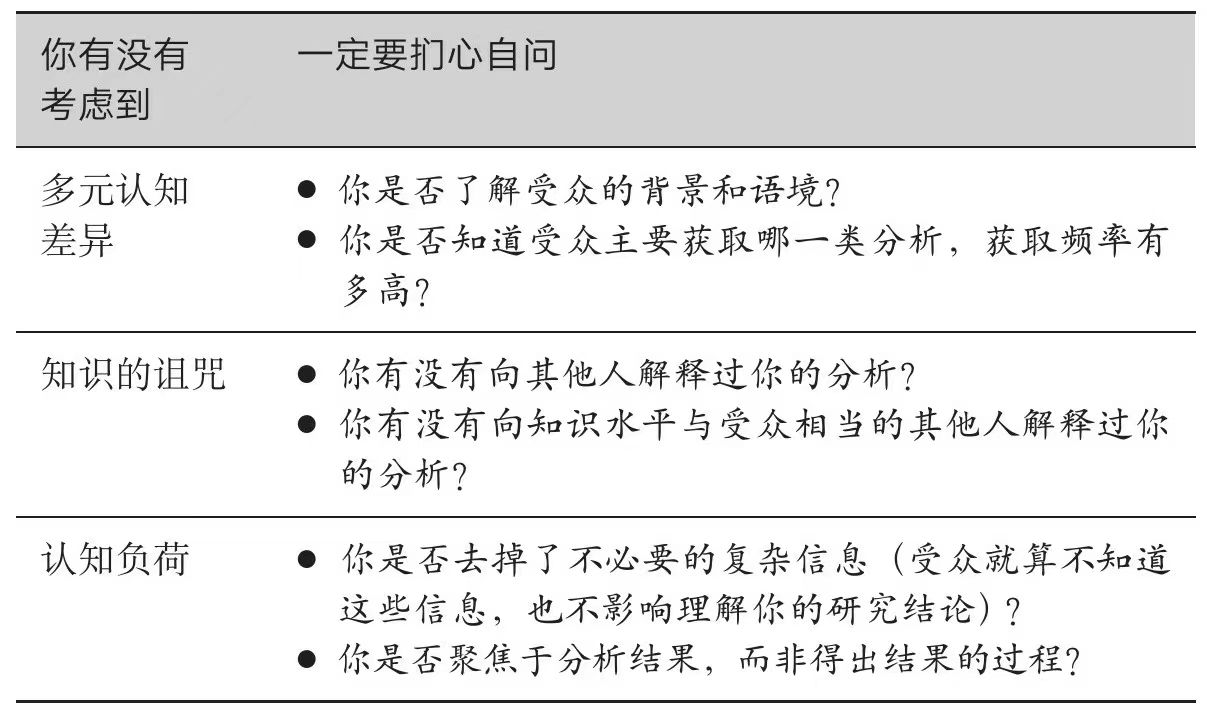 你有没有 一定要扪心自问
考虑到
多元认知 ● 你是否了解受众的背景和语境？
差异 ● 你是否知道受众主要获取哪一类分析，获取频率有
多高？
知识的诅咒 ● 你有没有向其他人解释过你的分析？
● 你有没有向知识水平与受众相当的其他人解释过你
的分析？
认知负荷 ● 你是否去掉了不必要的复杂信息（受众就算不知道
这些信息，也不影响理解你的研究结论）？
● 你是否聚焦于分析结果，而非得出结果的过程？